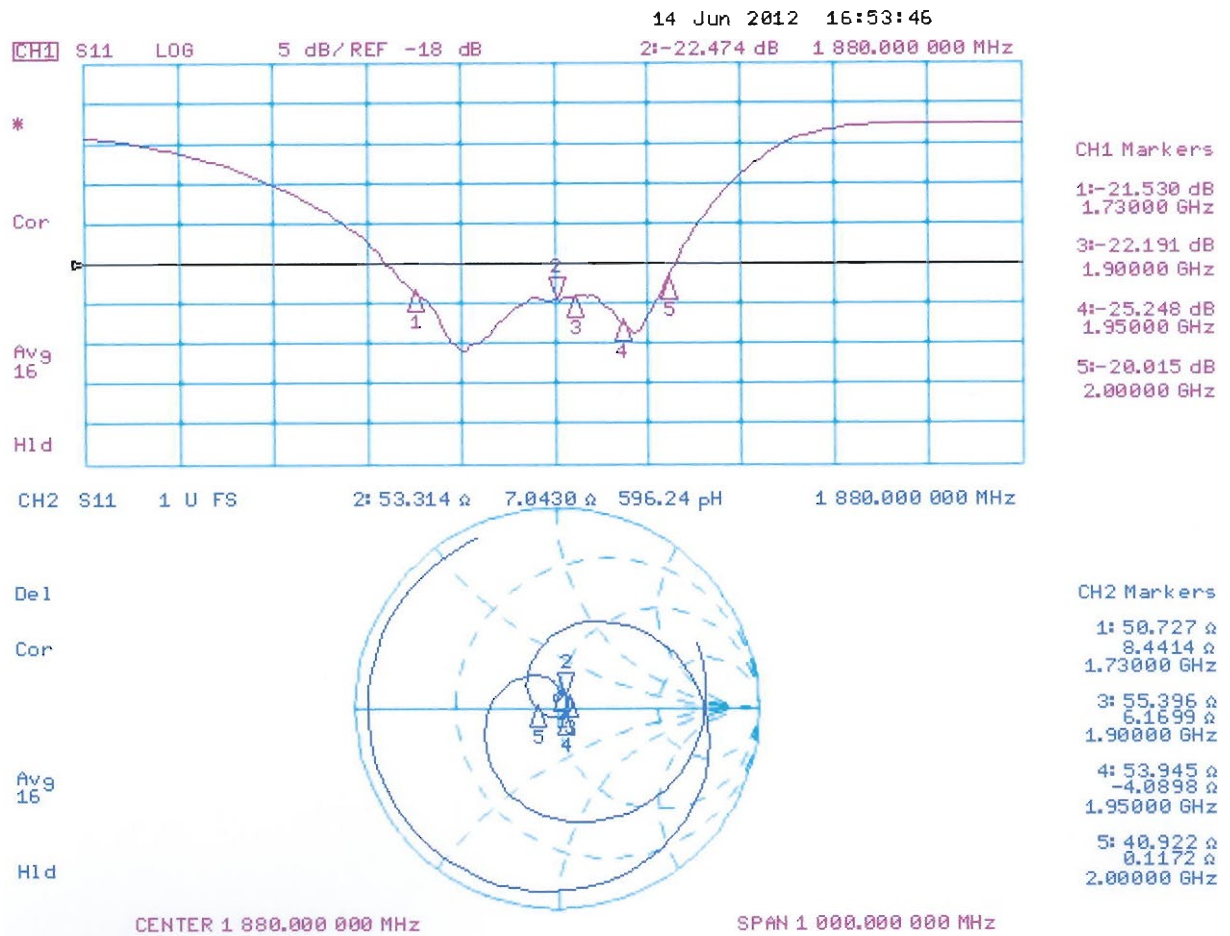 14 Jun 2012 16:53:46
CH1 S11 LOG 5 dB/REF -18 dB 2:-22.474 dB 1 880.000 000 MHz
*
CH1 Markers
1:-21.530 dB
1.73000 GHz
Cor
3:-22.191 dB
1.90000 GHz
2
1
3
4
5
4:-25.248 dB
1.95000 GHz
Avg
16
5:-20.015 dB
2.00000 GHz
Hld
CH2 S11 1 U FS 2: 53.314 Ω 7.0430 Ω 596.24 pH 1 880.000 000 MHz
Del
CH2 Markers
1: 50.727 Ω
8.4414 Ω
1.73000 GHz
Cor
2
1
3
5
4
3: 55.396 Ω
6.1699 Ω
1.90000 GHz
Avg
16
4: 53.945 Ω
-4.0898 Ω
1.95000 GHz
5: 40.922 Ω
0.1172 Ω
2.00000 GHz
Hld
CENTER 1 880.000 000 MHz SPAN 1 000.000 000 MHz